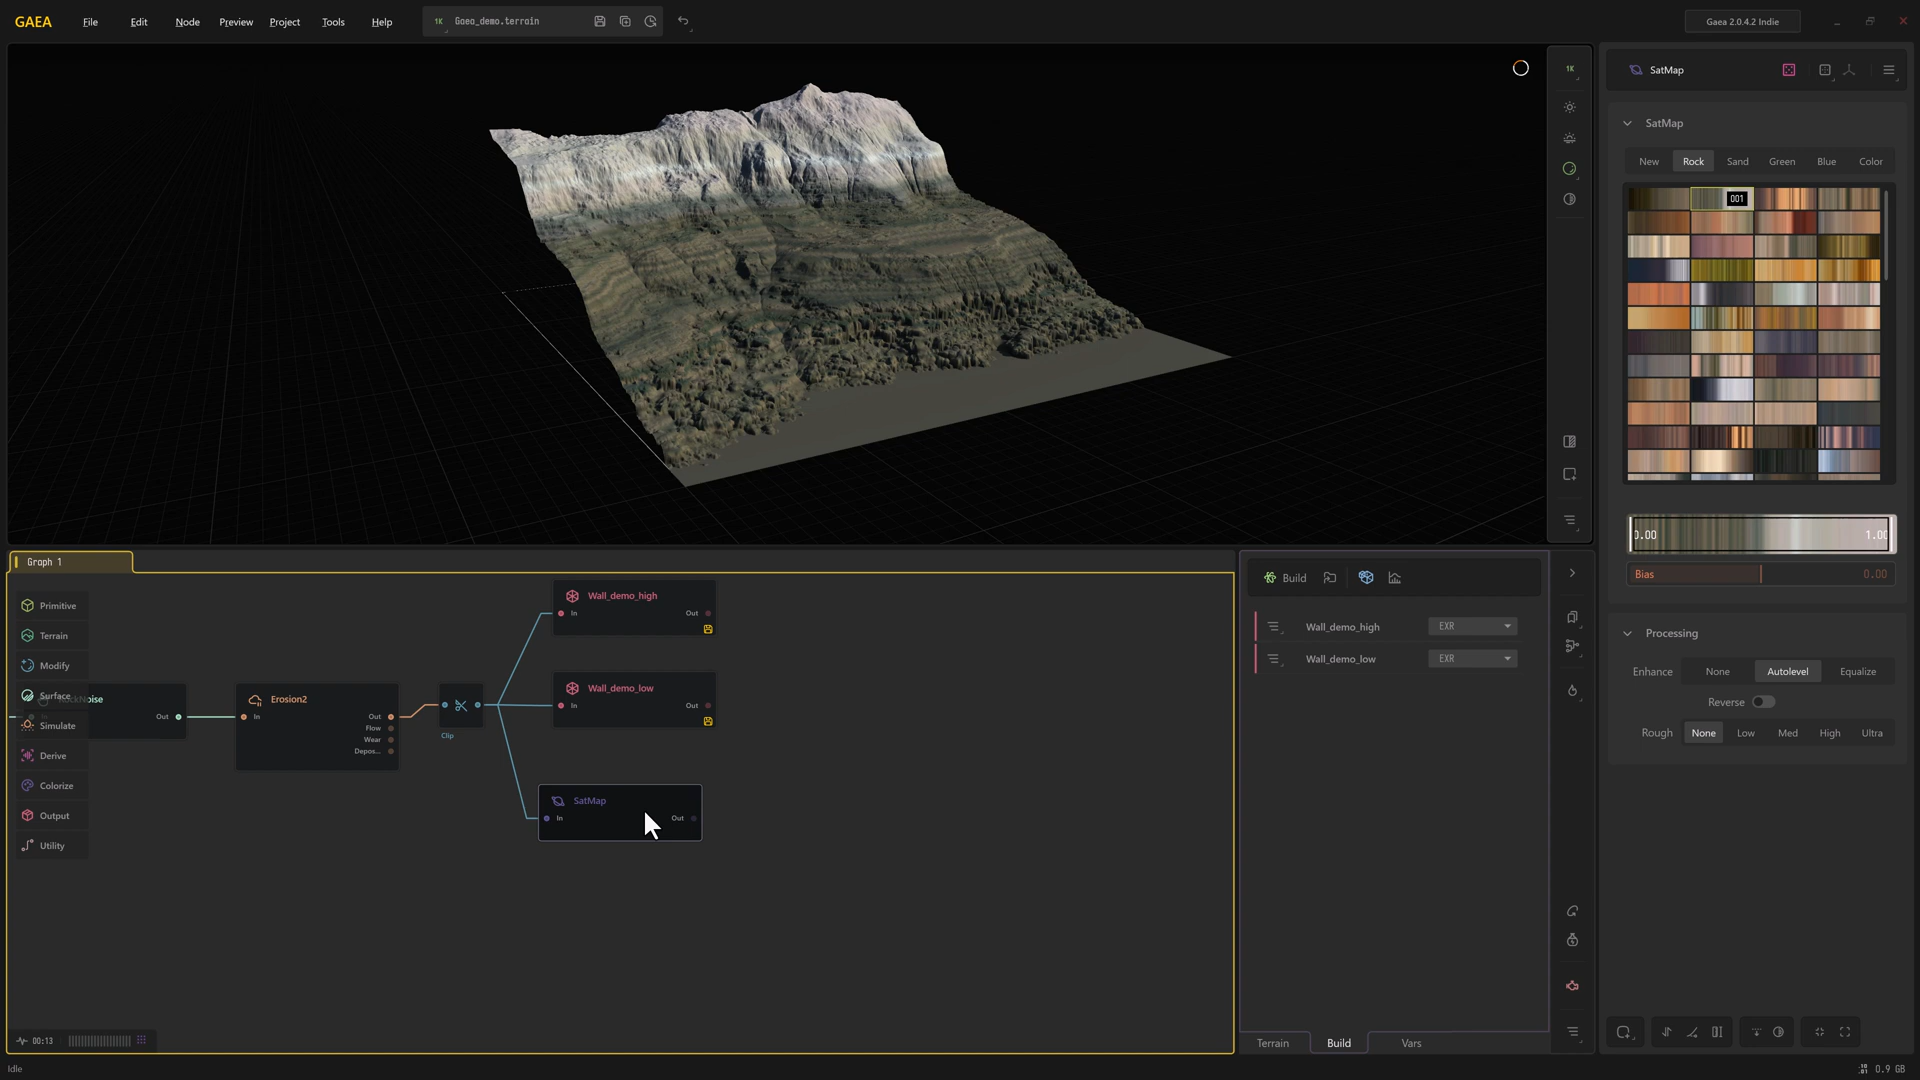 GAEA
File
Edit
Node
Preview
Project
Tools
Help
1K
Gaea_demo.terrain
Gaea 2.0.4.2 Indie
1K
SatMap
SatMap
New
Rock
Sand
Green
Blue
Color
001
0.00
1.00
Bias
0.00
Processing
Enhance
None
Autolevel
Equalize
Reverse
Rough
None
Low
Med
High
Ultra
Graph 1
Primitive
Terrain
Modify
Surface
Simulate
Derive
Colorize
Output
Utility
RockNoise
In
Out
Erosion2
In
Out
Flow
Wear
Depos...
Clip
Wall_demo_high
In
Out
Wall_demo_low
In
Out
SatMap
In
Out
Build
Wall_demo_high
EXR
Wall_demo_low
EXR
Terrain
Build
Vars
00:13
Idle
0.9 GB